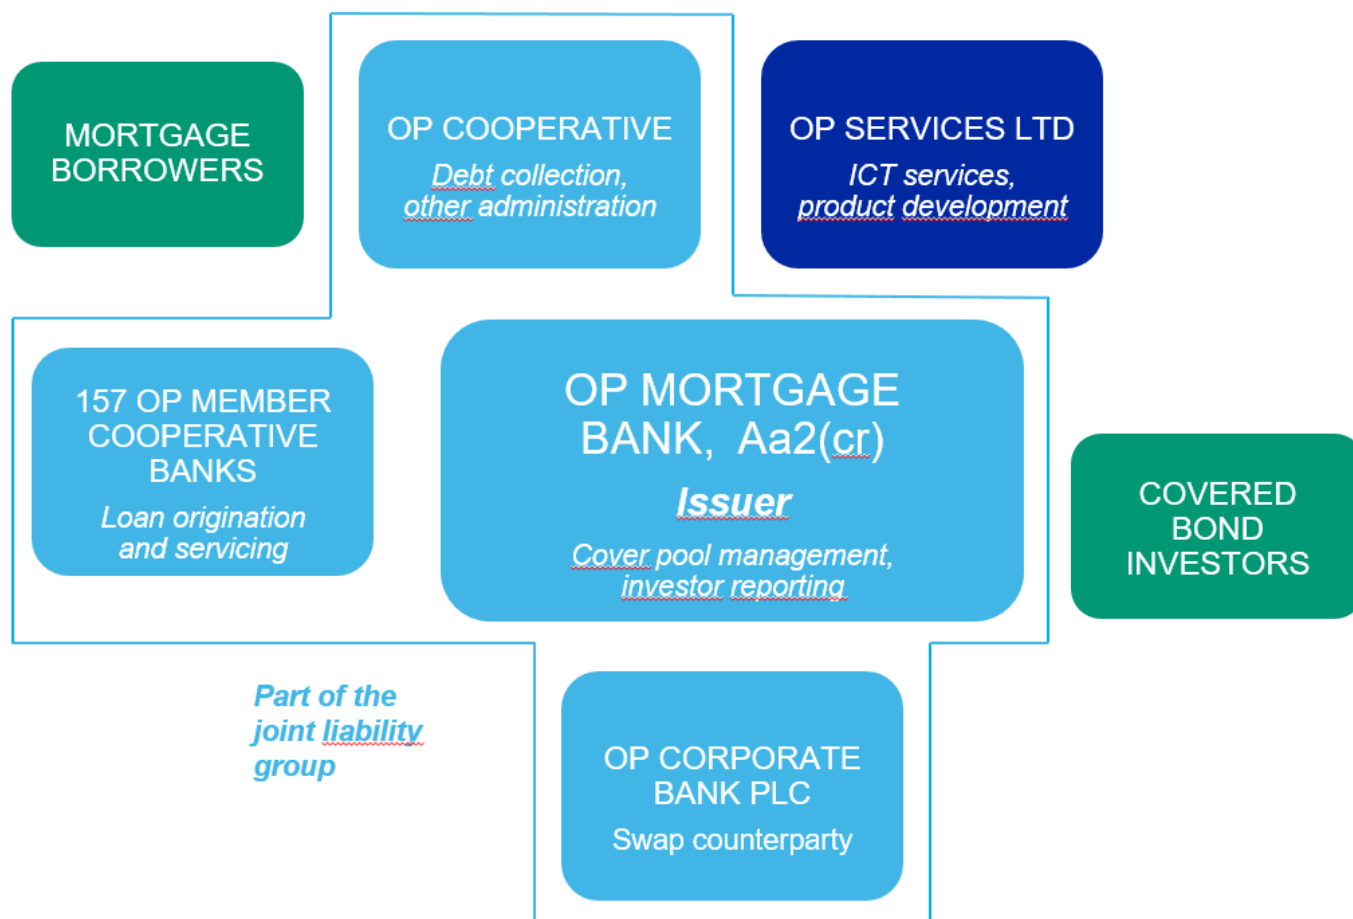 MORTGAGE
BORROWERS
OP COOPERATIVE
Debt collection,
other administration
OP SERVICES LTD
ICT services,
product development
157 OP MEMBER
COOPERATIVE
BANKS
Loan origination
and servicing
OP MORTGAGE
BANK, Aa2(cr)
Issuer
Cover pool management,
investor reporting
COVERED
BOND
INVESTORS
Part of the
joint liability
group
OP CORPORATE
BANK PLC
Swap counterparty